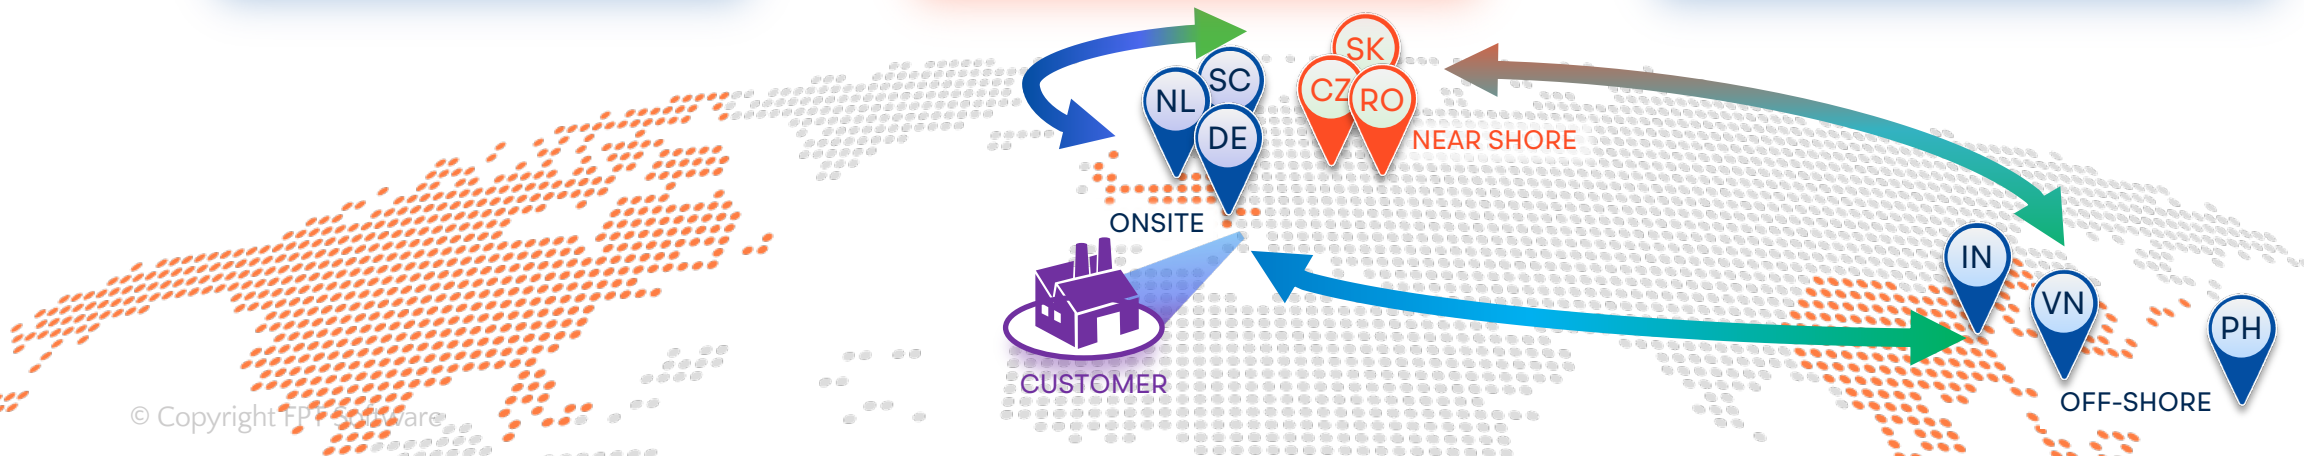 SK
SC
CZ
NL
RO
DE
NEAR SHORE
ONSITE
IN
VN
PH
CUSTOMER
OFF-SHORE
© Copyright FPT Software